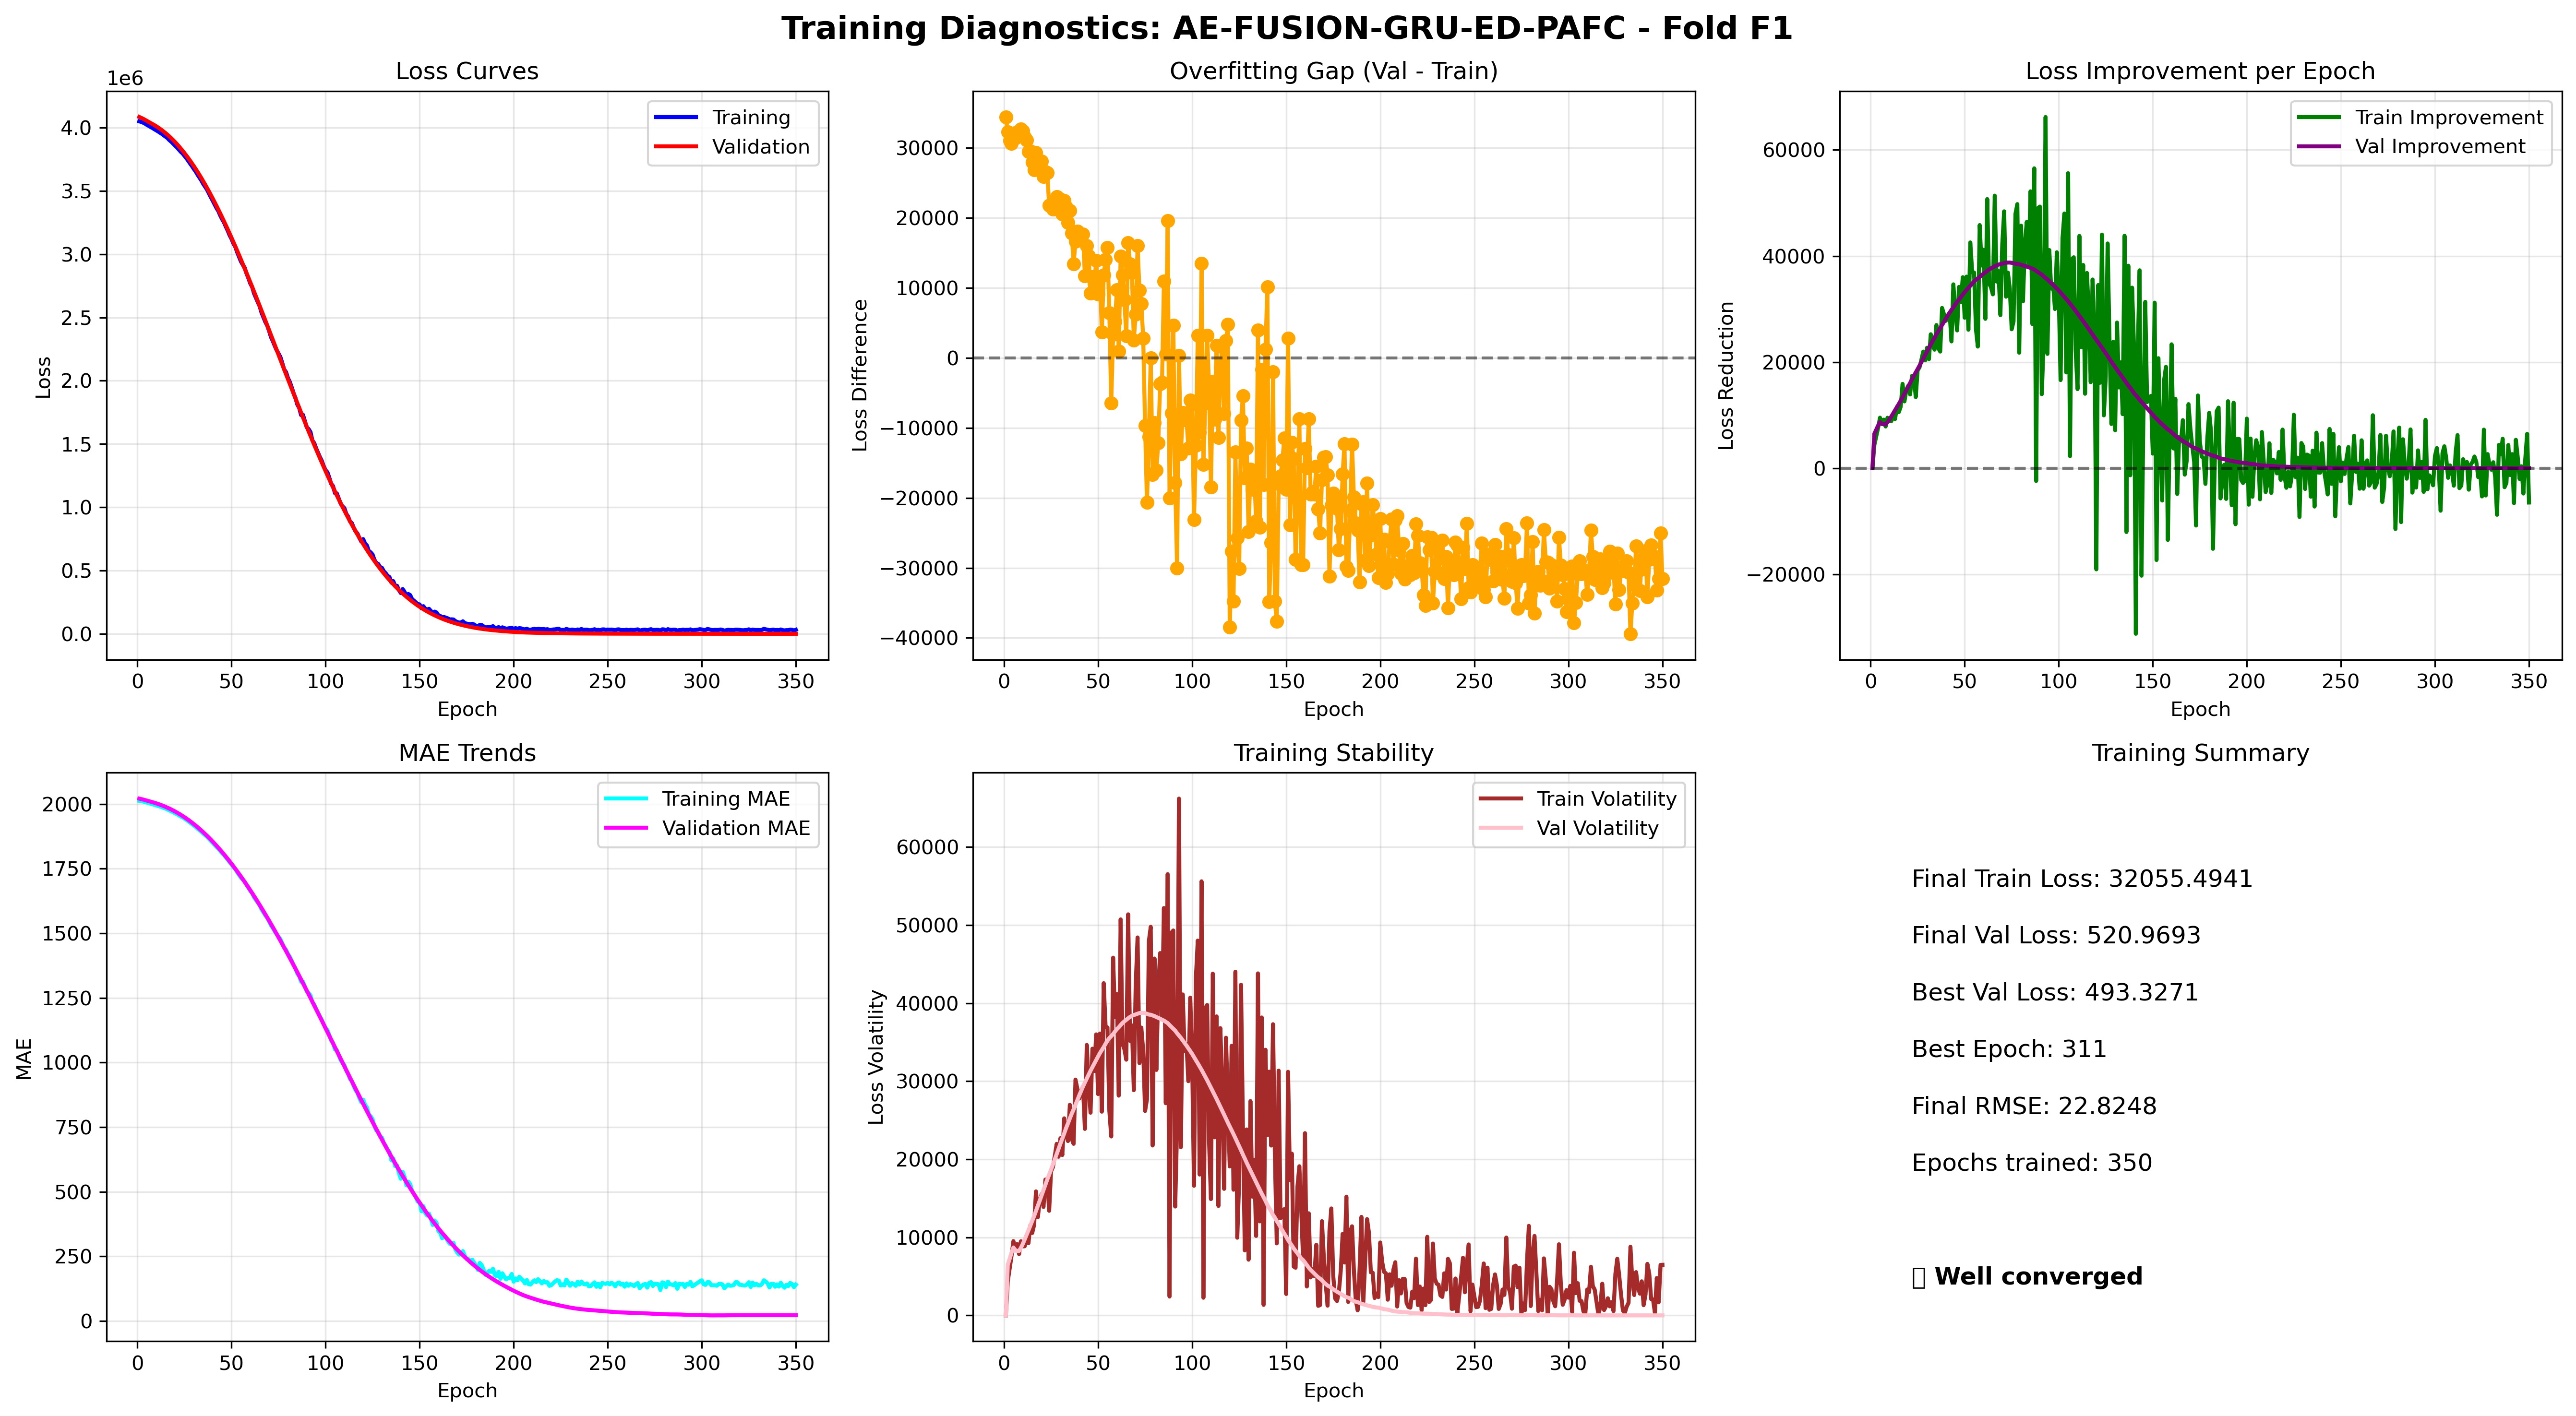 Training Diagnostics: AE-FUSION-GRU-ED-PAFC - Fold F1
Loss Curves
1e6
4.0
3.5
3.0
2.5
2.0
1.5
1.0
0.5
0.0
Loss
0 50 100 150 200 250 300 350
Epoch
Training
Validation
Overfitting Gap (Val - Train)
30000
20000
10000
0
−10000
−20000
−30000
−40000
Loss Difference
0 50 100 150 200 250 300 350
Epoch
Loss Improvement per Epoch
60000
40000
20000
0
−20000
Loss Reduction
0 50 100 150 200 250 300 350
Epoch
Train Improvement
Val Improvement
MAE Trends
2000
1750
1500
1250
1000
750
500
250
0
MAE
0 50 100 150 200 250 300 350
Epoch
Training MAE
Validation MAE
Training Stability
60000
50000
40000
30000
20000
10000
0
Loss Volatility
0 50 100 150 200 250 300 350
Epoch
Train Volatility
Val Volatility
Training Summary
Final Train Loss: 32055.4941
Final Val Loss: 520.9693
Best Val Loss: 493.3271
Best Epoch: 311
Final RMSE: 22.8248
Epochs trained: 350
Well converged